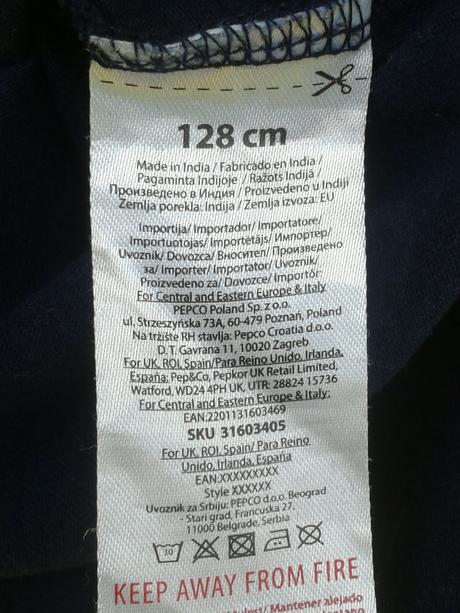 128 cm
Made in India / Fabricado en India /
Pagaminta Indijoje / Ražots Indijā /
Произведено в Индия / Proizvedeno u Indiji
Zemlja porekla: Indija / Zemlja izvoza: EU
Importija/ Importador/ Importatore/
Importuotojas/ Importētājs/ Импортер/
Uvoznik/ Dovozca/ Вносител/ Произведено
за/ Importer/ Importator/ Uvoznik/
Proizvedeno za/ Dovozce/ Importőr:
For Central and Eastern Europe & Italy
PEPCO Poland Sp. z o.o.
ul. Strzeszyńska 73A, 60-479 Poznań, Poland
Na tržište RH stavlja: Pepco Croatia d.o.o.
D. T. Gavrana 11, 10020 Zagreb
For UK, ROI, Spain/Para Reino Unido, Irlanda,
España: Pep&Co, Pepkor UK Retail Limited,
Watford, WD24 4PH UK, UTR: 28824 15736
For Central and Eastern Europe & Italy:
EAN:2201131603469
SKU 31603405
For UK, ROI, Spain/ Para Reino
Unido, Irlanda, España
EAN:XXXXXXXX
Style XXXXXX
Uvoznik za Srbiju: PEPCO d.o.o. Beograd
- Stari grad, Francuska 27,
11000 Belgrade, Serbia
30
KEEP AWAY FROM FIRE
/ Mantener alejado